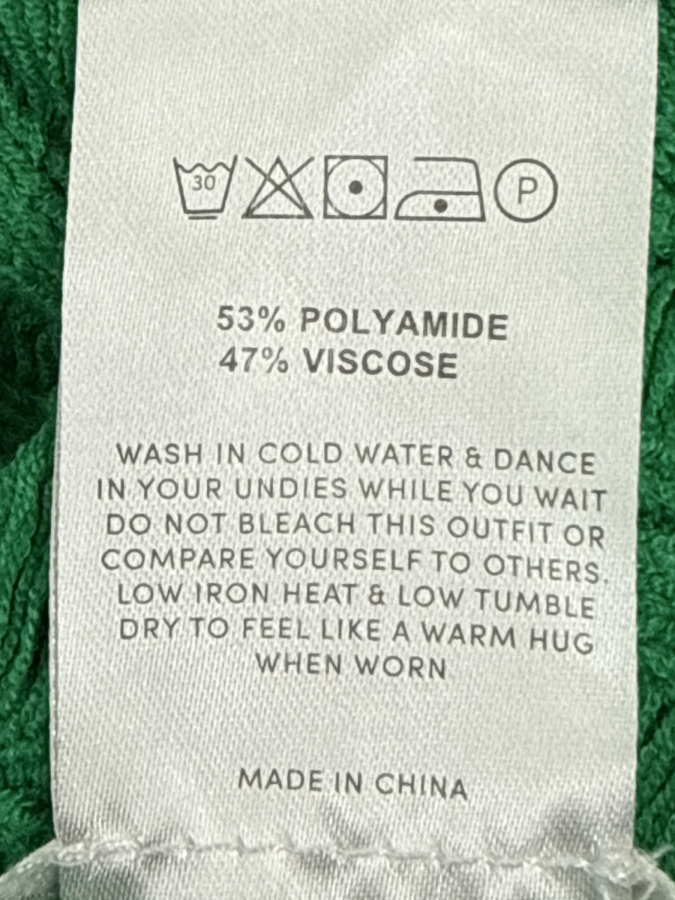 30 P
53% POLYAMIDE
47% VISCOSE
WASH IN COLD WATER & DANCE
IN YOUR UNDIES WHILE YOU WAIT
DO NOT BLEACH THIS OUTFIT OR
COMPARE YOURSELF TO OTHERS.
LOW IRON HEAT & LOW TUMBLE
DRY TO FEEL LIKE A WARM HUG
WHEN WORN
MADE IN CHINA